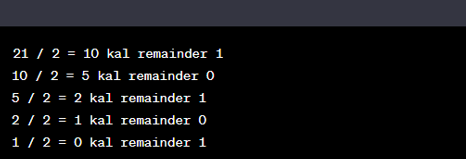 21 / 2 = 10 kal remainder 1
10 / 2 = 5 kal remainder 0
5 / 2 = 2 kal remainder 1
2 / 2 = 1 kal remainder 0
1 / 2 = 0 kal remainder 1